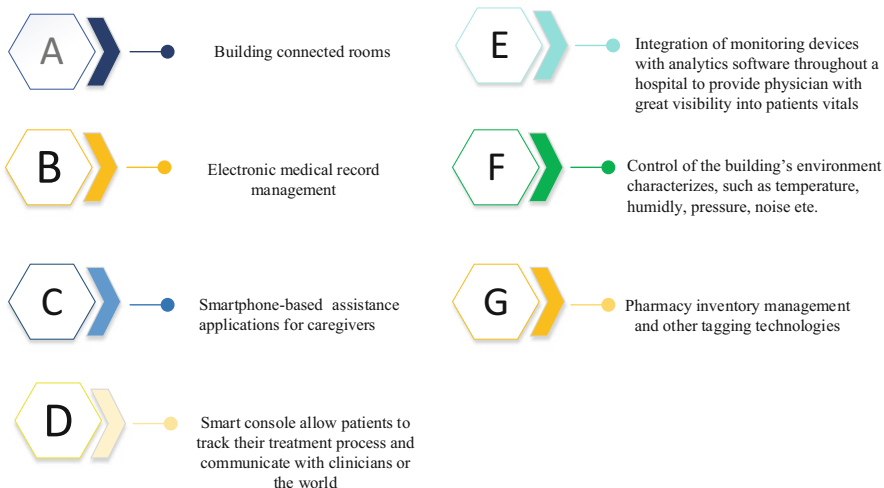 A
Building connected rooms
B
Electronic medical record
management
C
Smartphone-based assistance
applications for caregivers
D
Smart console allow patients to
track their treatment process and
communicate with clinicians or
the world
E
Integration of monitoring devices
with analytics software throughout a
hospital to provide physician with
great visibility into patients vitals
F
Control of the building’s environment
characterizes, such as temperature,
humidly, pressure, noise ete.
G
Pharmacy inventory management
and other tagging technologies